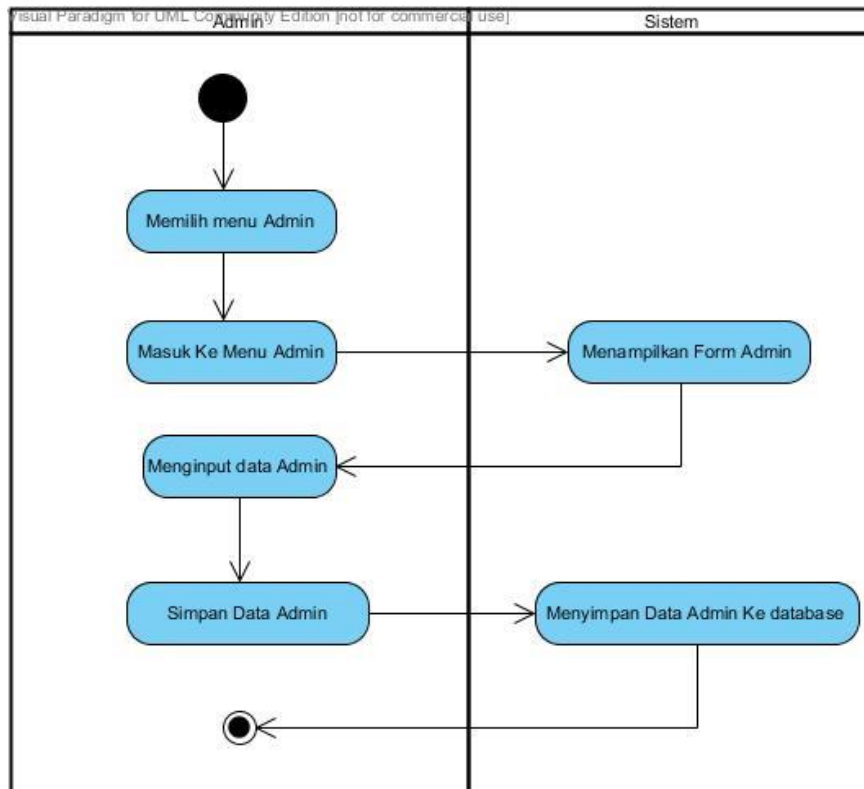 Visual Paradigm for UML Community Edition [not for commercial use]
Admin
Sistem
Memilih menu Admin
Masuk Ke Menu Admin
Menampilkan Form Admin
Menginput data Admin
Simpan Data Admin
Menyimpan Data Admin Ke database